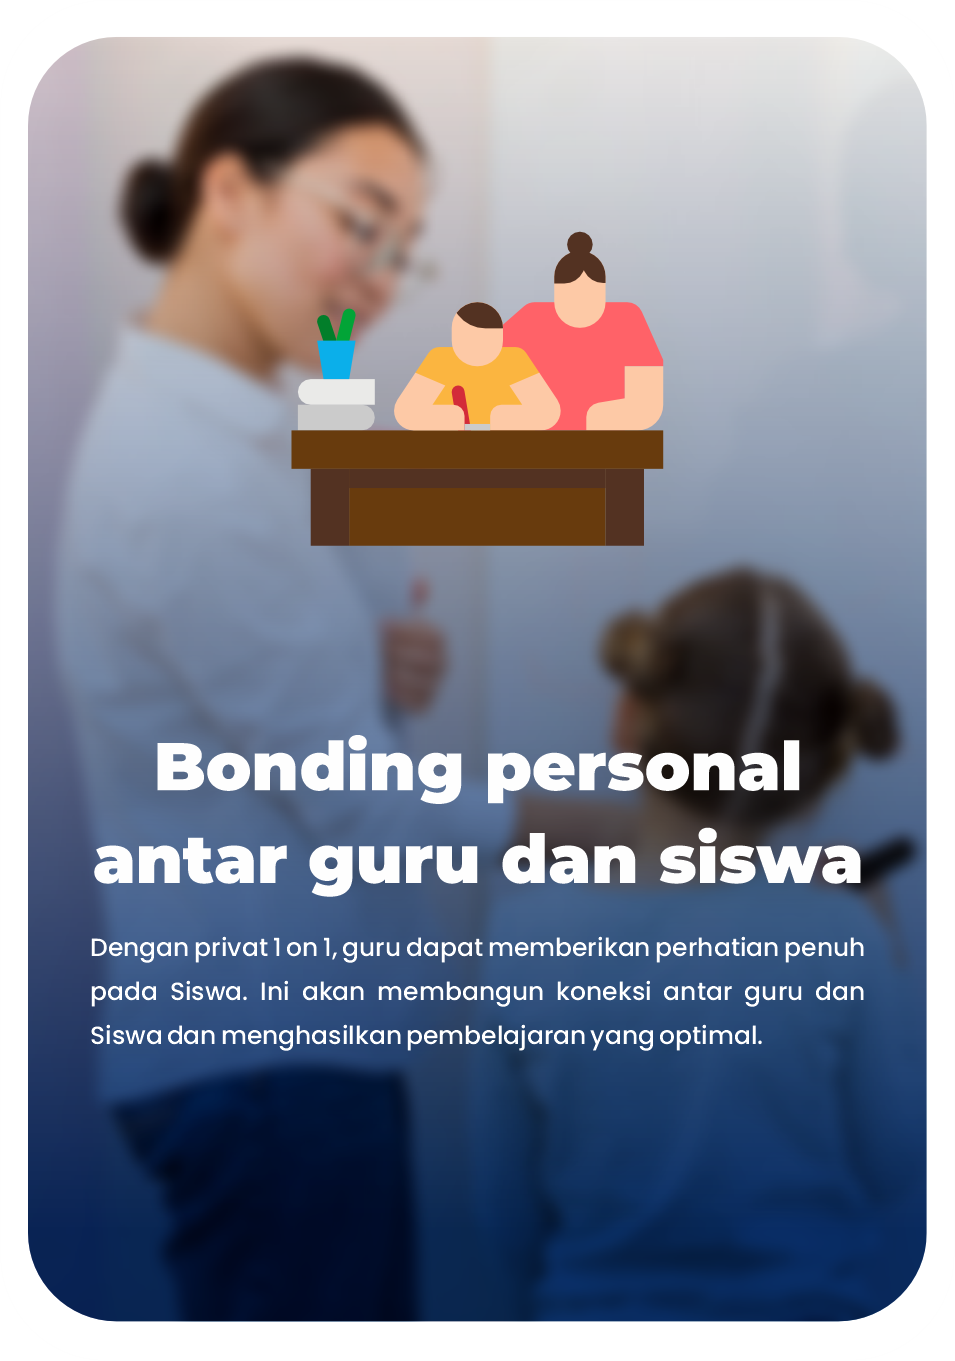 Bonding personal
antar guru dan siswa
Dengan privat 1 on 1, guru dapat memberikan perhatian penuh
pada Siswa. Ini akan membangun koneksi antar guru dan
Siswa dan menghasilkan pembelajaran yang optimal.